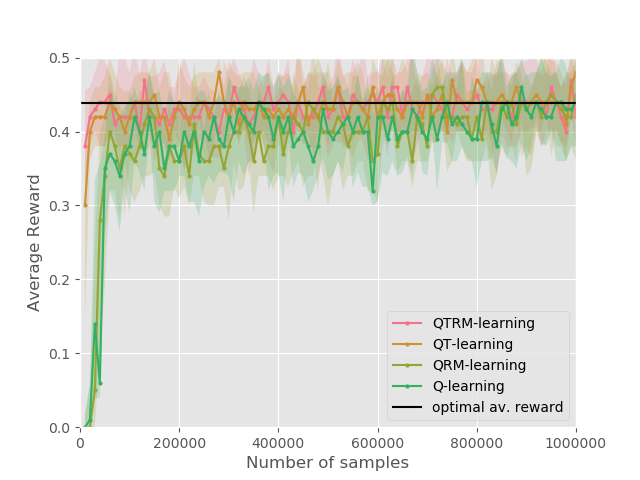 0.5
0.4
0.3
0.2
0.1
0.0
Average Reward
QTRM-learning
QT-learning
QRM-learning
Q-learning
optimal av. reward
0 200000 400000 600000 800000 1000000
Number of samples